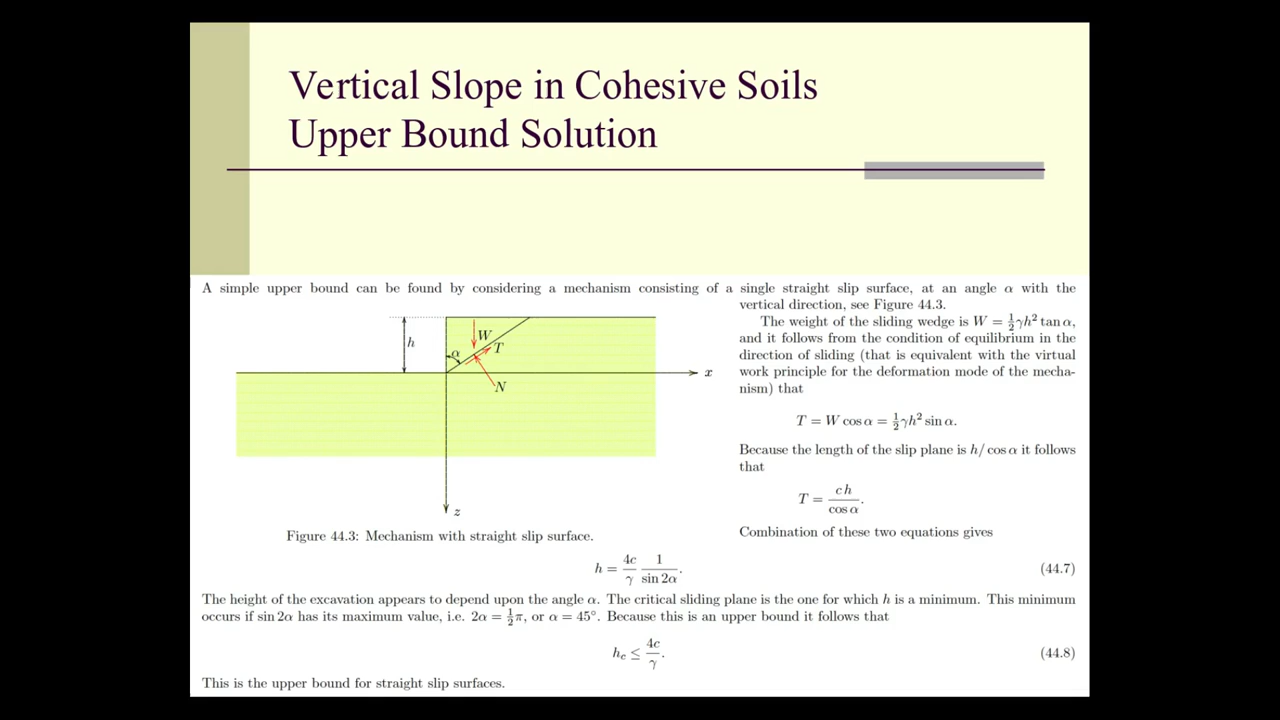 Vertical Slope in Cohesive Soils
Upper Bound Solution
A simple upper bound can be found by considering a mechanism consisting of a single straight slip surface, at an angle α with the
vertical direction, see Figure 44.3.
The weight of the sliding wedge is W = ½γh² tan α,
and it follows from the condition of equilibrium in the
direction of sliding (that is equivalent with the virtual
work principle for the deformation mode of the mecha-
nism) that
T = W cos α = ½γh² sin α.
Because the length of the slip plane is h/ cos α it follows
that
T = c h / cos α.
Combination of these two equations gives
h
α
W
T
N
x
z
Figure 44.3: Mechanism with straight slip surface.
h = 4c/γ 1/sin 2α. (44.7)
The height of the excavation appears to depend upon the angle α. The critical sliding plane is the one for which h is a minimum. This minimum
occurs if sin 2α has its maximum value, i.e. 2α = ½π, or α = 45°. Because this is an upper bound it follows that
h_c ≤ 4c/γ. (44.8)
This is the upper bound for straight slip surfaces.